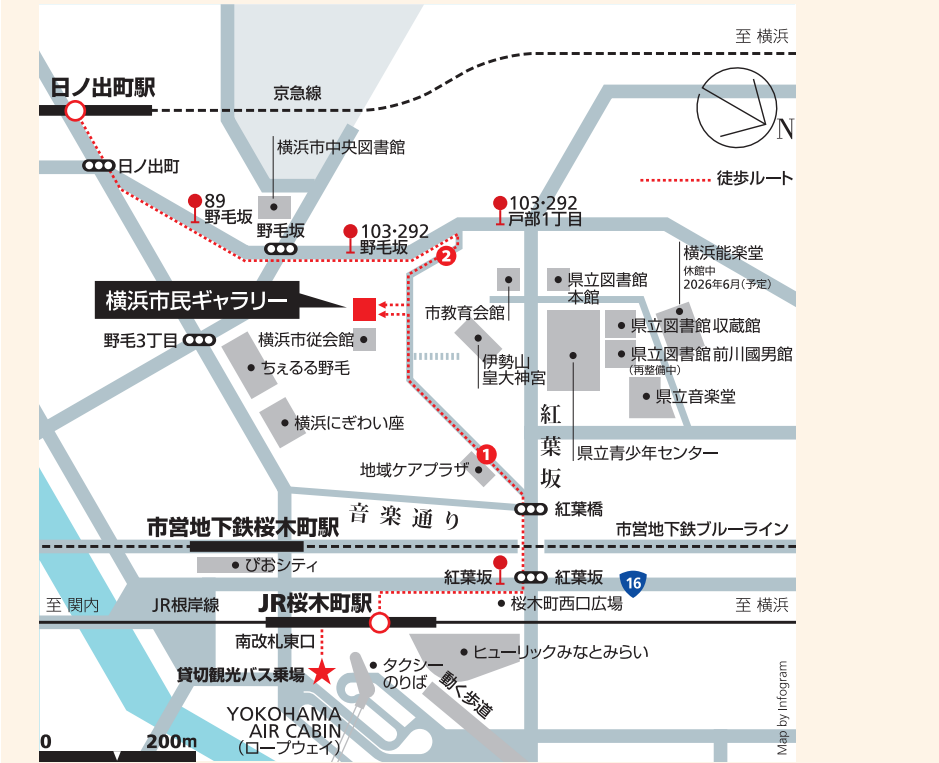 至 横浜
日ノ出町駅
京急線
N
横浜市中央図書館
日ノ出町
徒歩ルート
89
野毛坂
103・292
戸部1丁目
野毛坂
103・292
野毛坂
2
横浜能楽堂
休館中
2026年6月(予定)
県立図書館
本館
横浜市民ギャラリー
市教育会館
県立図書館 収蔵館
野毛3丁目
横浜市従会館
伊勢山
皇大神宮
県立図書館 前川國男館
(再整備中)
ちぇるる野毛
県立音楽堂
横浜にぎわい座
紅葉坂
県立青少年センター
1
地域ケアプラザ
音楽通り
紅葉橋
市営地下鉄桜木町駅
市営地下鉄ブルーライン
ぴおシティ
紅葉坂
紅葉坂
16
至 関内
JR根岸線
JR桜木町駅
桜木町西口広場
至 横浜
南改札東口
ヒューリックみなとみらい
貸切観光バス乗場
タクシー
のりば
動く歩道
YOKOHAMA
AIR CABIN
(ロープウェイ)
0
200m
Map by Infogram